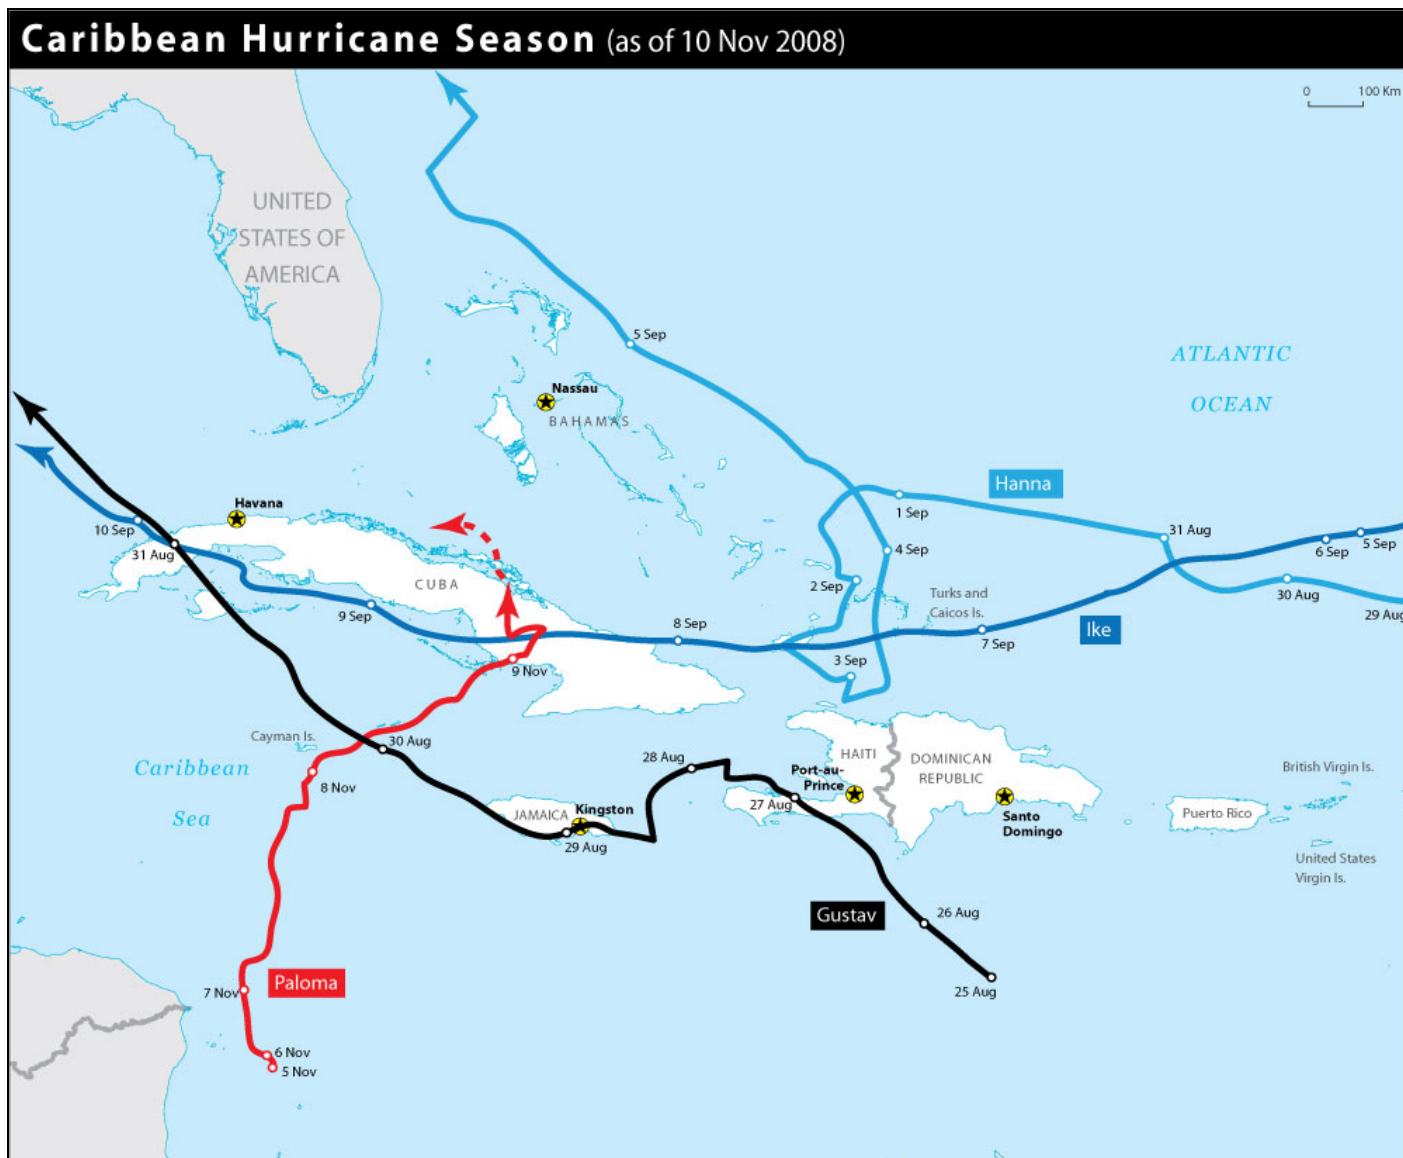 Caribbean Hurricane Season (as of 10 Nov 2008)
0 100 Km
UNITED
STATES OF
AMERICA
5 Sep
ATLANTIC
OCEAN
Nassau
BAHAMAS
Hanna
Havana
1 Sep
31 Aug
10 Sep
31 Aug
6 Sep
5 Sep
4 Sep
CUBA
2 Sep
Turks and
Caicos Is.
30 Aug
29 Aug
9 Sep
8 Sep
7 Sep
Ike
3 Sep
9 Nov
Cayman Is.
30 Aug
28 Aug
HAITI
DOMINICAN
REPUBLIC
Caribbean
Sea
8 Nov
Port-au-
Prince
British Virgin Is.
27 Aug
JAMAICA
Kingston
Santo
Domingo
Puerto Rico
29 Aug
United States
Virgin Is.
Gustav
26 Aug
25 Aug
Paloma
7 Nov
6 Nov
5 Nov